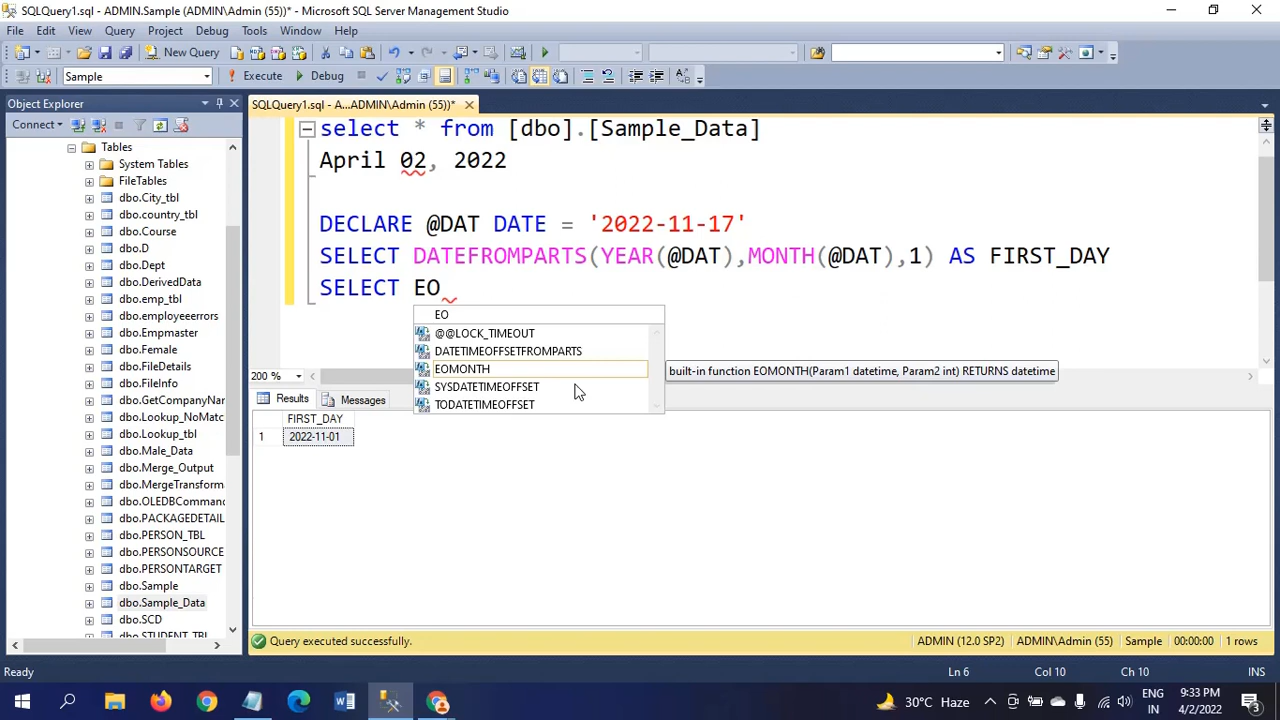 SQLQuery1.sql - ADMIN.Sample (ADMIN\Admin (55))* - Microsoft SQL Server Management Studio
File Edit View Query Project Debug Tools Window Help
New Query
Sample Execute Debug
Object Explorer
SQLQuery1.sql - A...ADMIN\Admin (55))*
Connect
Tables
System Tables
FileTables
dbo.City_tbl
dbo.country_tbl
dbo.Course
dbo.D
dbo.Dept
dbo.DerivedData
dbo.emp_tbl
dbo.employeeerrors
dbo.Empmaster
dbo.Female
dbo.FileDetails
dbo.FileInfo
dbo.GetCompanyNam
dbo.Lookup_NoMatc
dbo.Lookup_tbl
dbo.Male_Data
dbo.Merge_Output
dbo.MergeTransform
dbo.OLEDBComman
dbo.PACKAGEDETAIL
dbo.PERSON_TBL
dbo.PERSONSOURCE
dbo.PERSONTARGET
dbo.Sample
dbo.Sample_Data
dbo.SCD
dbo.STUDENT_TBL
select * from [dbo].[Sample_Data]
April 02, 2022
DECLARE @DAT DATE = '2022-11-17'
SELECT DATEFROMPARTS(YEAR(@DAT),MONTH(@DAT),1) AS FIRST_DAY
SELECT EO
EO
@@LOCK_TIMEOUT
DATETIMEOFFSETFROMPARTS
EOMONTH
SYSDATETIMEOFFSET
TODATETIMEOFFSET
built-in function EOMONTH(Param1 datetime, Param2 int) RETURNS datetime
200 %
Results Messages
FIRST_DAY
1 2022-11-01
Query executed successfully. ADMIN (12.0 SP2) ADMIN\Admin (55) Sample 00:00:00 1 rows
Ready Ln 6 Col 10 Ch 10 INS
30°C Haze ENG IN 9:33 PM 4/2/2022 3